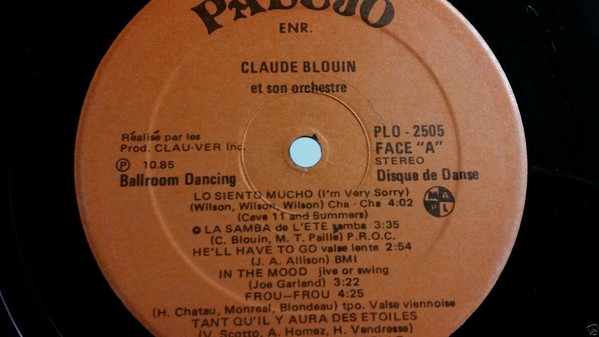 PALOJO
ENR.
CLAUDE BLOUIN
et son orchestre
Réalisé par les
Prod. CLAU-VER Inc.
Ⓟ 10.85
Ballroom Dancing
PLO - 2505
FACE "A"
STEREO
Disque de Danse
LO SIENTO MUCHO (I'm Very Sorry)
(Wilson, Wilson, Wilson) Cha - Cha 4:02
(Ceve 11 and Summers)
LA SAMBA de L'ETE samba 3:35
(C. Blouin, M. T. Paille) P.R.O.C.
HE'LL HAVE TO GO valse lente 2:54
(J. A. Allison) BMI
IN THE MOOD jive or swing
(Joe Garland) 3:22
FROU-FROU 4:25
(H. Chatau, Monreal, Blondeau) tpo. Valse viennoise
TANT QU'IL Y AURA DES ETOILES
(V. Scotto, A. Homez, H. Vendresse)